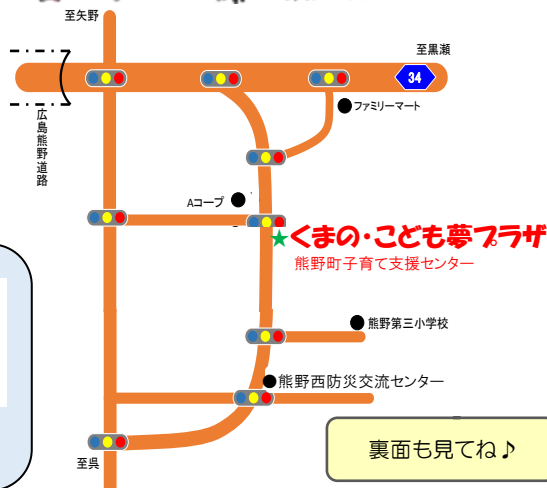 至矢野
至黒瀬
34
ファミリーマート
広島熊野道路
Aコープ
★くまの・こども夢プラザ
熊野町子育て支援センター
熊野第三小学校
熊野西防災交流センター
至呉
裏面も見てね♪